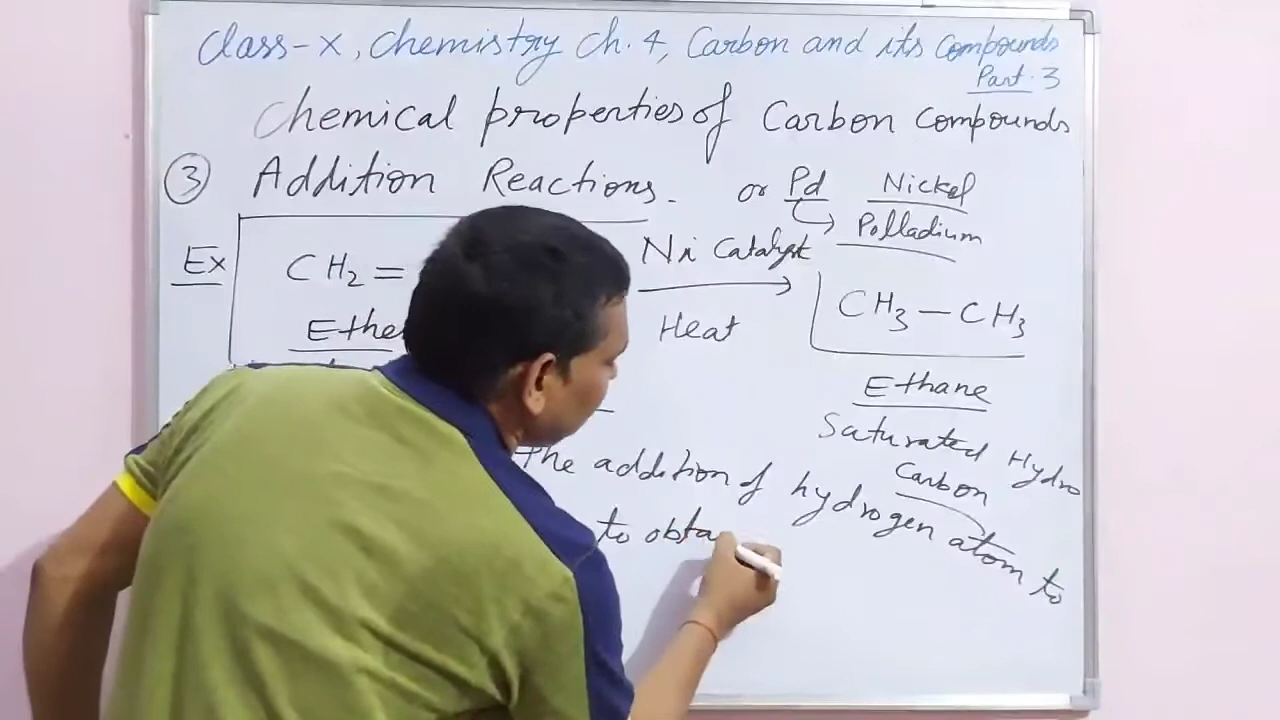 Class-X, Chemistry Ch. 4, Carbon and its Compounds
Part. 3
Chemical properties of Carbon Compounds
③ Addition Reactions.
or Pd Nickel
Polladium
Ex CH₂ =
Ni Catalyst
CH₃ — CH₃
Ethe
Heat
Ethane
Saturated Hydro
Carbon
The addition of hydrogen atom to
to obta